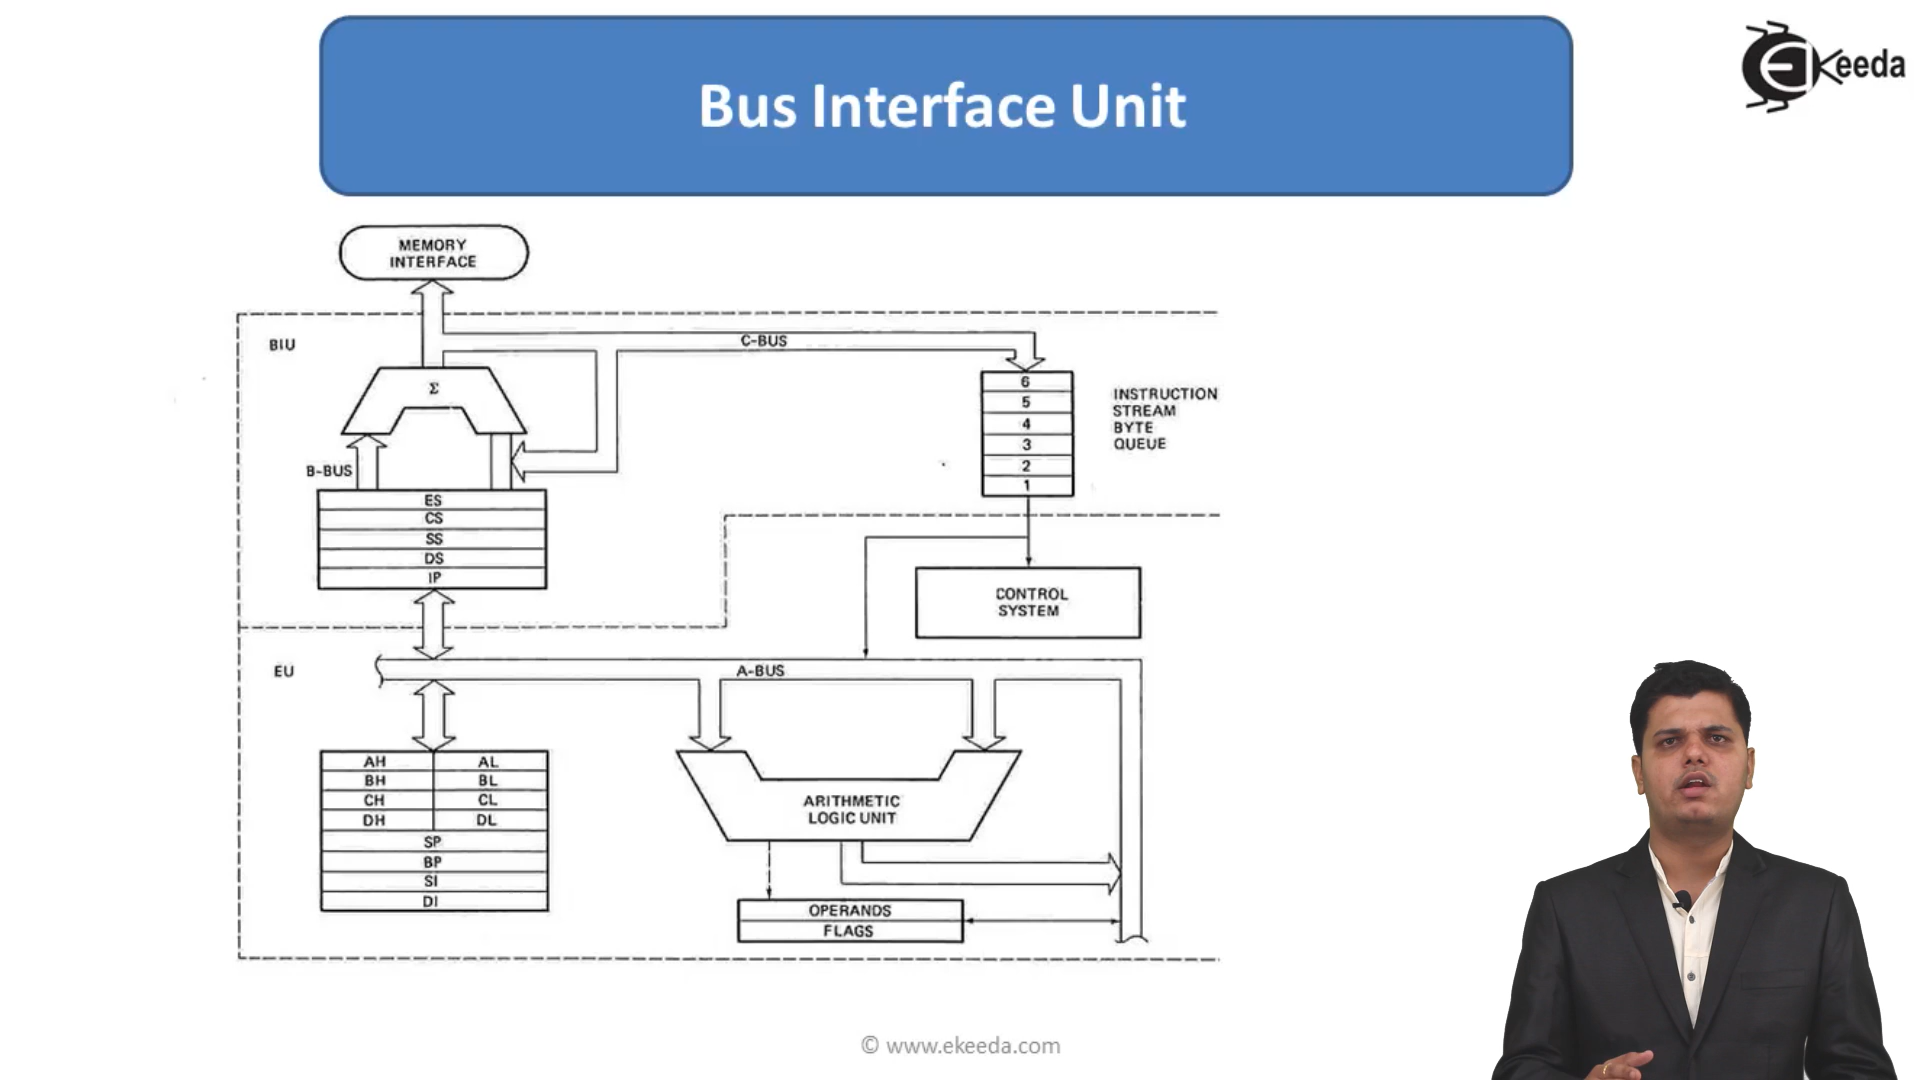 Bus Interface Unit
Ekeeda
MEMORY
INTERFACE
BIU
C-BUS
Σ
6
5
4
3
2
1
INSTRUCTION
STREAM
BYTE
QUEUE
B-BUS
ES
CS
SS
DS
IP
CONTROL
SYSTEM
EU
A-BUS
AH AL
BH BL
CH CL
DH DL
SP
BP
SI
DI
ARITHMETIC
LOGIC UNIT
OPERANDS
FLAGS
© www.ekeeda.com